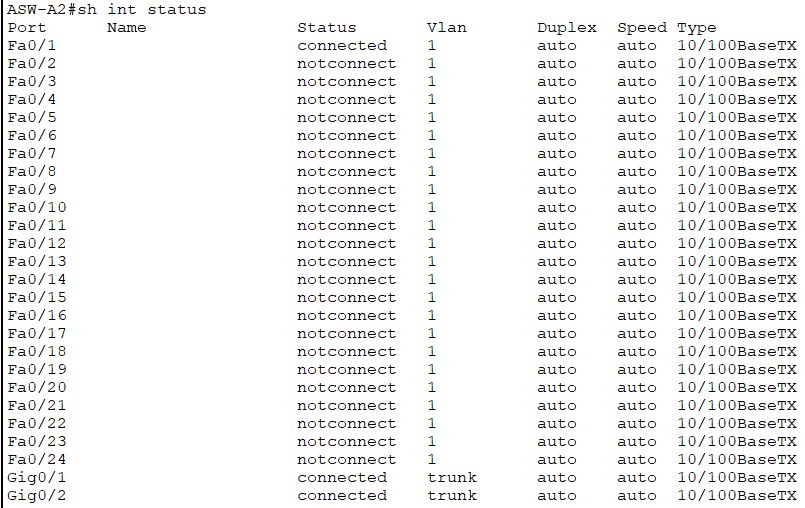 ASW-A2#sh int status
Port      Name               Status       Vlan       Duplex  Speed Type
Fa0/1                        connected    1          auto    auto  10/100BaseTX
Fa0/2                        notconnect   1          auto    auto  10/100BaseTX
Fa0/3                        notconnect   1          auto    auto  10/100BaseTX
Fa0/4                        notconnect   1          auto    auto  10/100BaseTX
Fa0/5                        notconnect   1          auto    auto  10/100BaseTX
Fa0/6                        notconnect   1          auto    auto  10/100BaseTX
Fa0/7                        notconnect   1          auto    auto  10/100BaseTX
Fa0/8                        notconnect   1          auto    auto  10/100BaseTX
Fa0/9                        notconnect   1          auto    auto  10/100BaseTX
Fa0/10                       notconnect   1          auto    auto  10/100BaseTX
Fa0/11                       notconnect   1          auto    auto  10/100BaseTX
Fa0/12                       notconnect   1          auto    auto  10/100BaseTX
Fa0/13                       notconnect   1          auto    auto  10/100BaseTX
Fa0/14                       notconnect   1          auto    auto  10/100BaseTX
Fa0/15                       notconnect   1          auto    auto  10/100BaseTX
Fa0/16                       notconnect   1          auto    auto  10/100BaseTX
Fa0/17                       notconnect   1          auto    auto  10/100BaseTX
Fa0/18                       notconnect   1          auto    auto  10/100BaseTX
Fa0/19                       notconnect   1          auto    auto  10/100BaseTX
Fa0/20                       notconnect   1          auto    auto  10/100BaseTX
Fa0/21                       notconnect   1          auto    auto  10/100BaseTX
Fa0/22                       notconnect   1          auto    auto  10/100BaseTX
Fa0/23                       notconnect   1          auto    auto  10/100BaseTX
Fa0/24                       notconnect   1          auto    auto  10/100BaseTX
Gig0/1                       connected    trunk      auto    auto  10/100BaseTX
Gig0/2                       connected    trunk      auto    auto  10/100BaseTX